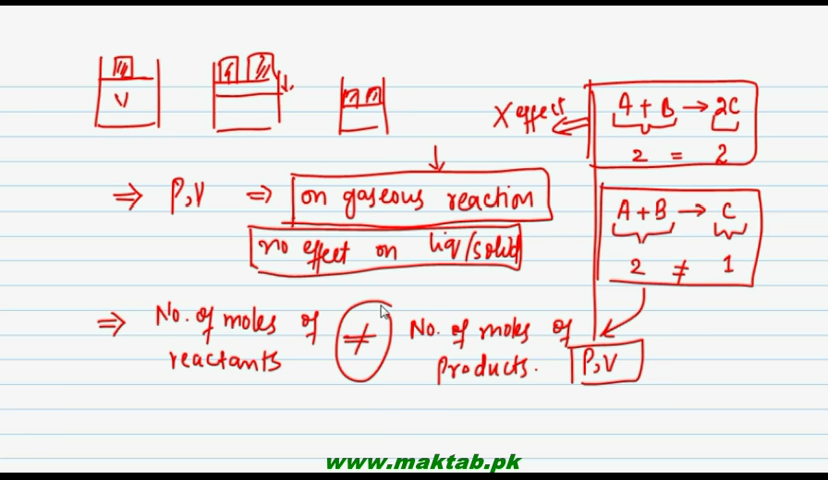 V
X effect
A + B → 2C
2 = 2
⇒ P,V ⇒ on gaseous reaction
no effect on liq/solid
A + B → C
2 ≠ 1
⇒ No. of moles of reactants ≠ No. of moles of products.
P,V
www.maktab.pk